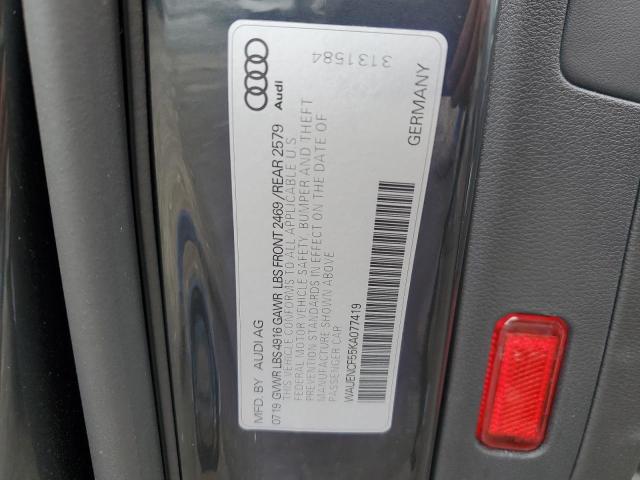 MFD. BY AUDI AG
07 19 GVWR LBS 4916 GAWR LBS FRONT 2469 / REAR 2579
THIS VEHICLE CONFORMS TO ALL APPLICABLE U S
FEDERAL MOTOR VEHICLE SAFETY, BUMPER AND THEFT
PREVENTION STANDARDS IN EFFECT ON THE DATE OF
MANUFACTURE SHOWN ABOVE
PASSENGER CAR
WAUENCF55KA077419
Audi
3131584
GERMANY